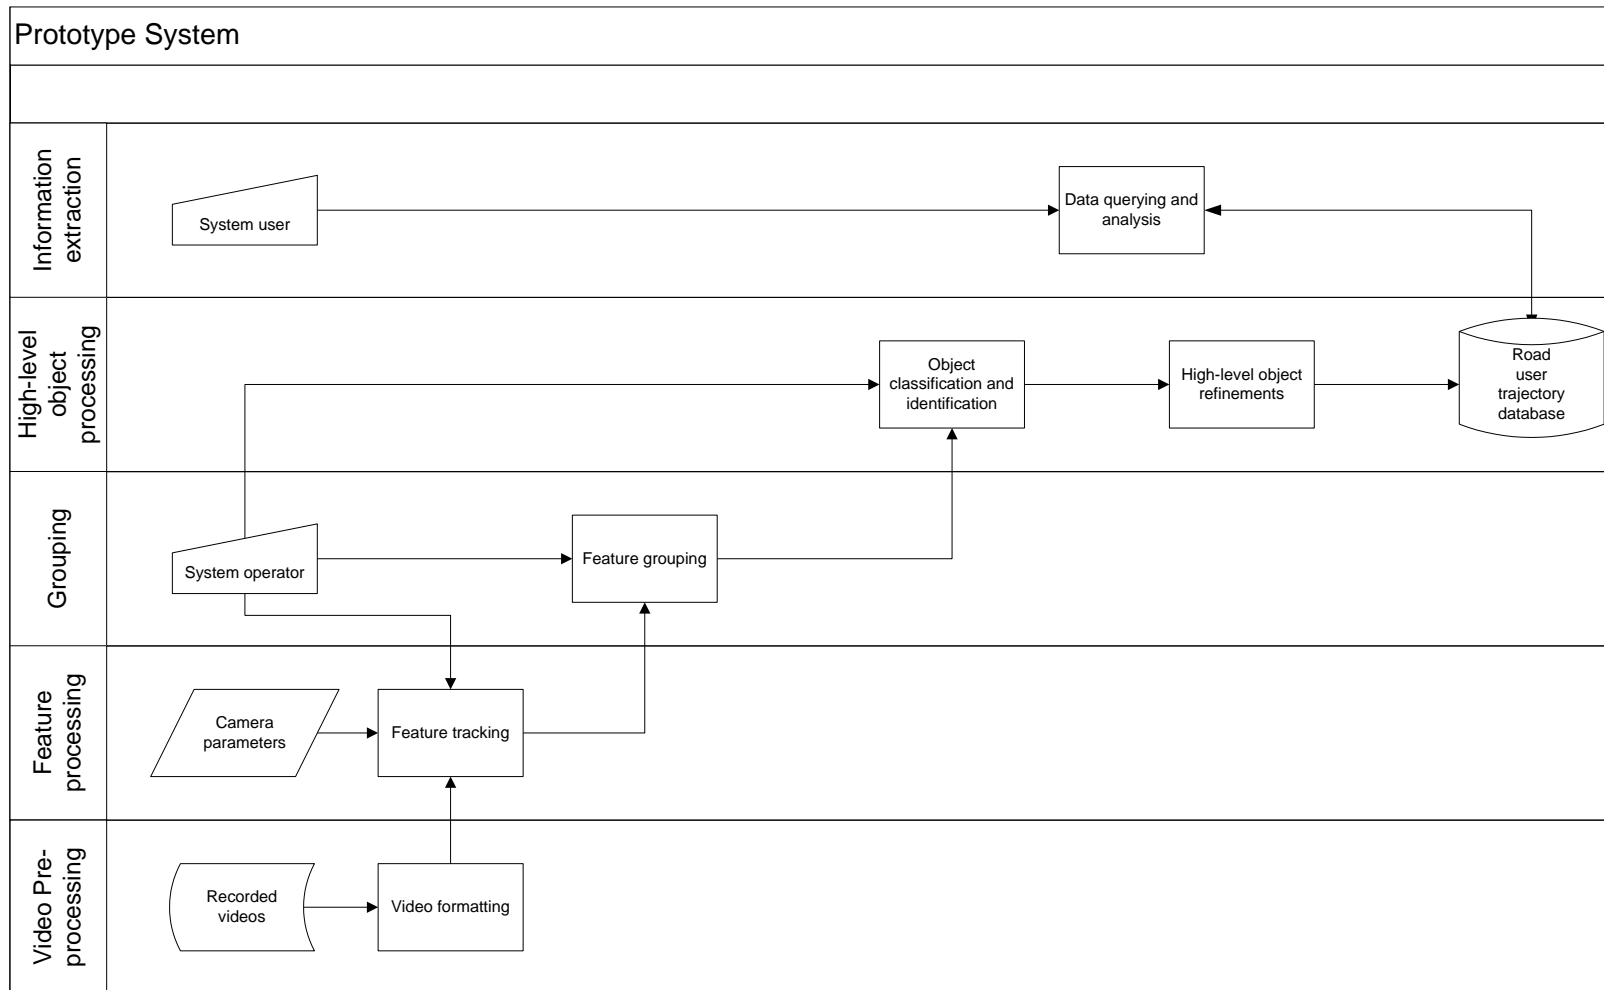 Prototype System
Information
extraction
System user
Data querying and
analysis
High-level
object
processing
Object
classification and
identification
High-level object
refinements
Road
user
trajectory
database
Grouping
System operator
Feature grouping
Feature
processing
Camera
parameters
Feature tracking
Video Pre-
processing
Recorded
videos
Video formatting